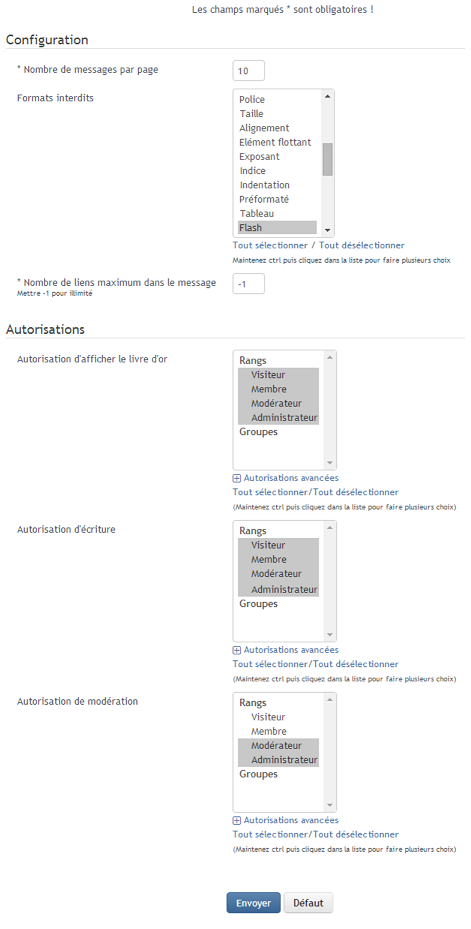 Les champs marqués * sont obligatoires !
Configuration
* Nombre de messages par page
10
Formats interdits
Police
Taille
Alignement
Elément flottant
Exposant
Indice
Indentation
Préformaté
Tableau
Flash
Tout sélectionner / Tout désélectionner
Maintenez ctrl puis cliquez dans la liste pour faire plusieurs choix
* Nombre de liens maximum dans le message
Mettre -1 pour illimité
-1
Autorisations
Autorisation d'afficher le livre d'or
Rangs
Visiteur
Membre
Modérateur
Administrateur
Groupes
Autorisations avancées
Tout sélectionner/Tout désélectionner
(Maintenez ctrl puis cliquez dans la liste pour faire plusieurs choix)
Autorisation d'écriture
Rangs
Visiteur
Membre
Modérateur
Administrateur
Groupes
Autorisations avancées
Tout sélectionner/Tout désélectionner
(Maintenez ctrl puis cliquez dans la liste pour faire plusieurs choix)
Autorisation de modération
Rangs
Visiteur
Membre
Modérateur
Administrateur
Groupes
Autorisations avancées
Tout sélectionner/Tout désélectionner
(Maintenez ctrl puis cliquez dans la liste pour faire plusieurs choix)
Envoyer
Défaut